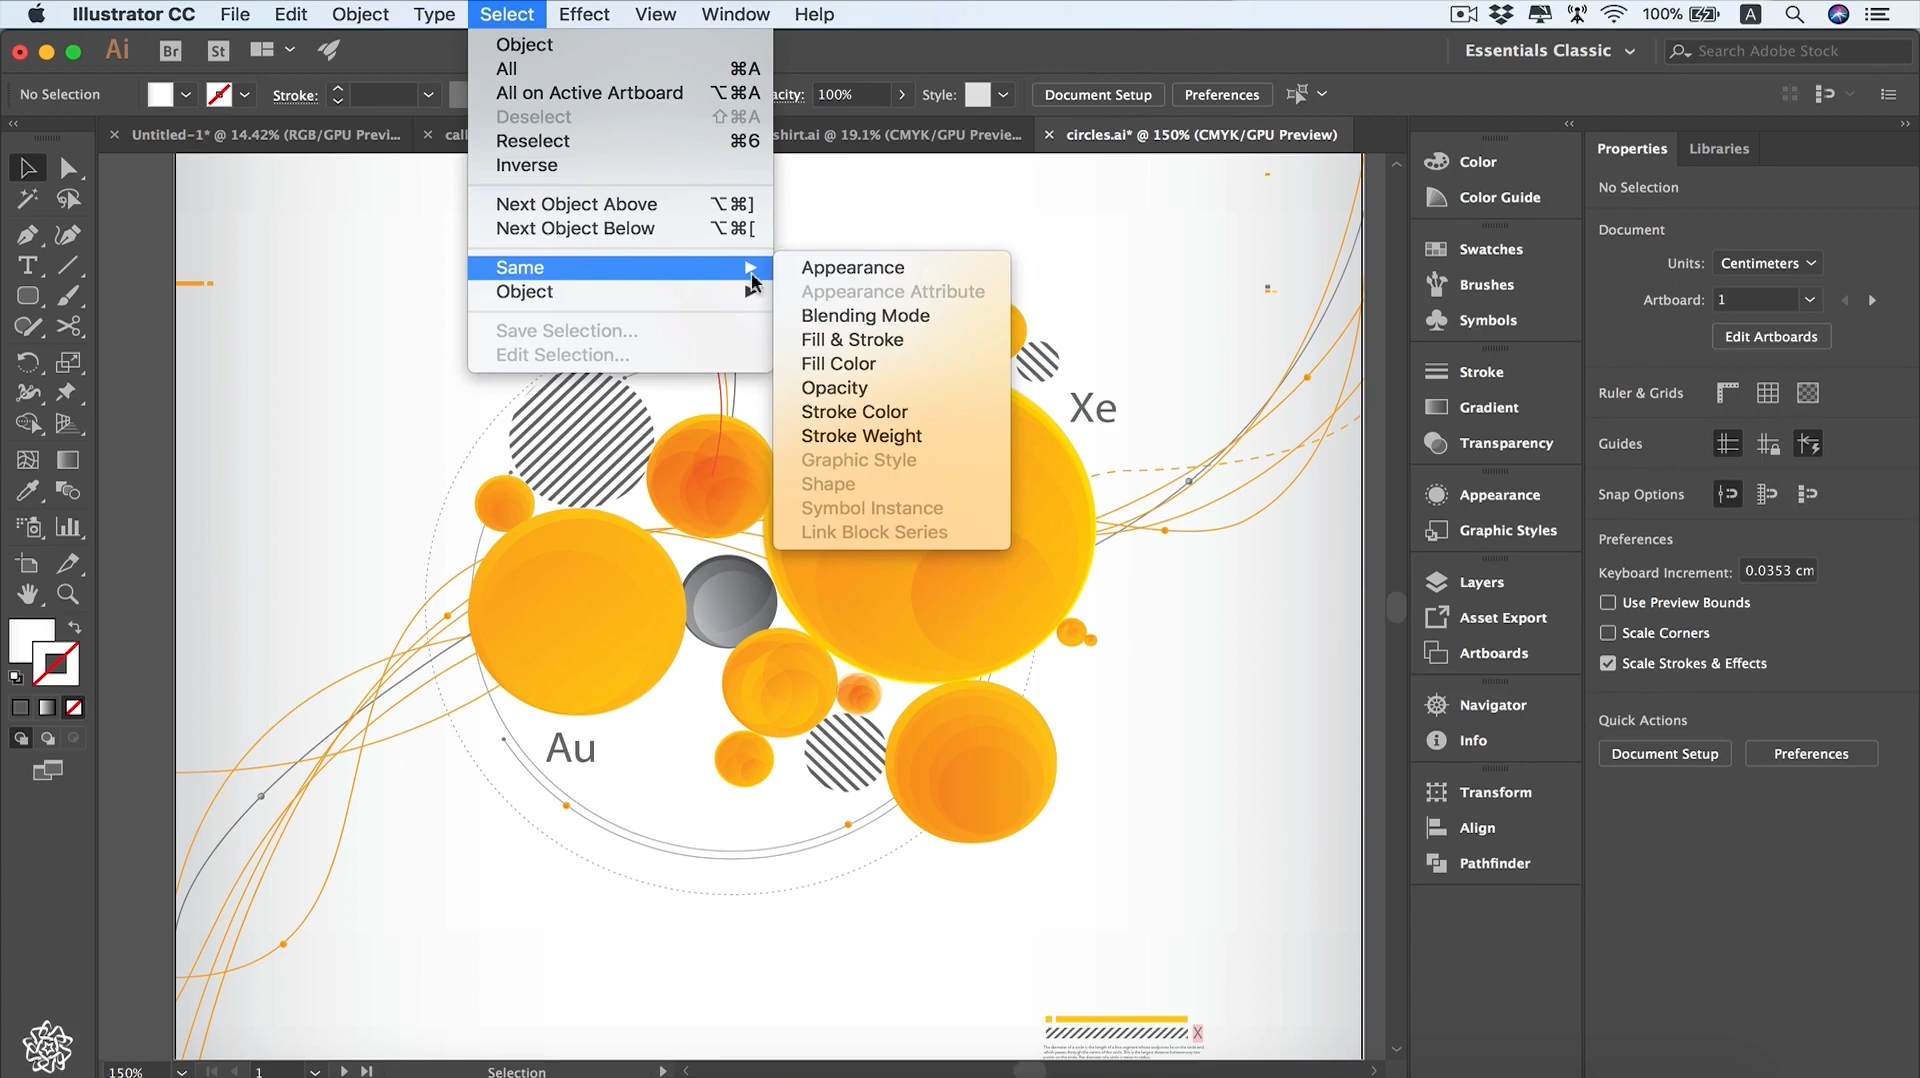 Illustrator CC File Edit Object Type Select Effect View Window Help 100% A
Ai Br St Essentials Classic Search Adobe Stock
No Selection Stroke: acity: 100% Style: Document Setup Preferences
Untitled-1* @ 14.42% (RGB/GPU Previ... cal shirt.ai @ 19.1% (CMYK/GPU Previe... circles.ai* @ 150% (CMYK/GPU Preview)
Object
All ⌘A
All on Active Artboard ⌥⌘A
Deselect ⇧⌘A
Reselect ⌘6
Inverse
Next Object Above ⌥⌘]
Next Object Below ⌥⌘[
Same
Object
Save Selection...
Edit Selection...
Appearance
Appearance Attribute
Blending Mode
Fill & Stroke
Fill Color
Opacity
Stroke Color
Stroke Weight
Graphic Style
Shape
Symbol Instance
Link Block Series
Xe
Au
X
Color
Color Guide
Swatches
Brushes
Symbols
Stroke
Gradient
Transparency
Appearance
Graphic Styles
Layers
Asset Export
Artboards
Navigator
Info
Transform
Align
Pathfinder
Properties Libraries
No Selection
Document
Units: Centimeters
Artboard: 1
Edit Artboards
Ruler & Grids
Guides
Snap Options
Preferences
Keyboard Increment: 0.0353 cm
Use Preview Bounds
Scale Corners
Scale Strokes & Effects
Quick Actions
Document Setup Preferences
150% 1 Selection